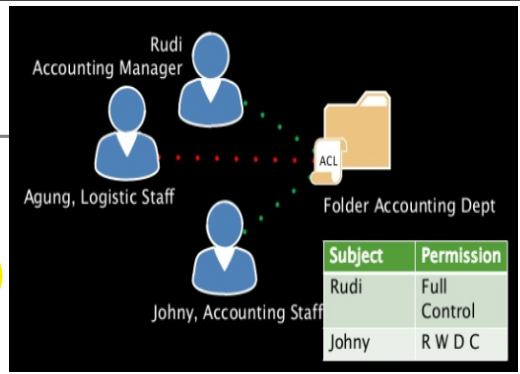 Rudi
Accounting Manager
Agung, Logistic Staff
Johny, Accounting Staff
ACL
Folder Accounting Dept
Subject Permission
Rudi Full
Control
Johny R W D C